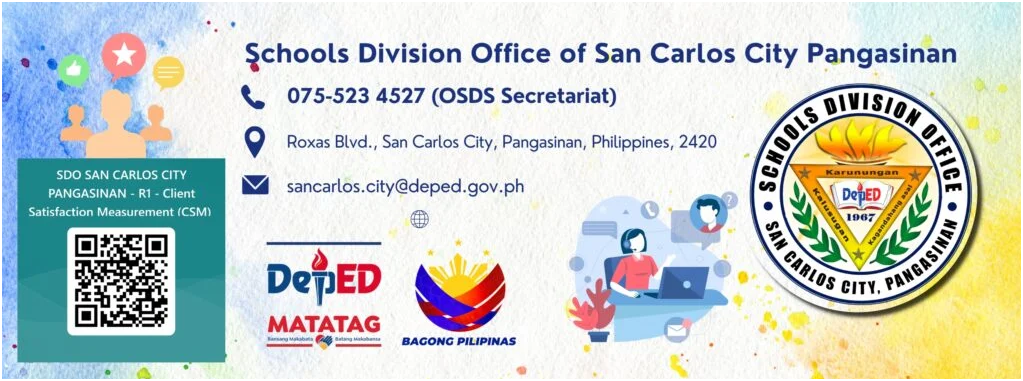 Schools Division Office of San Carlos City Pangasinan
075-523 4527 (OSDS Secretariat)
Roxas Blvd., San Carlos City, Pangasinan, Philippines, 2420
sancarlos.city@deped.gov.ph
SDO SAN CARLOS CITY
PANGASINAN - R1 - Client
Satisfaction Measurement (CSM)
DepED
MATATAG
Bansang Makabata Batang Makabansa
BAGONG PILIPINAS
SCHOOLS DIVISION OFFICE
Karunungan
Kalusugan
Kagandahang asal
DepED
1967
SAN CARLOS CITY, PANGASINAN
?